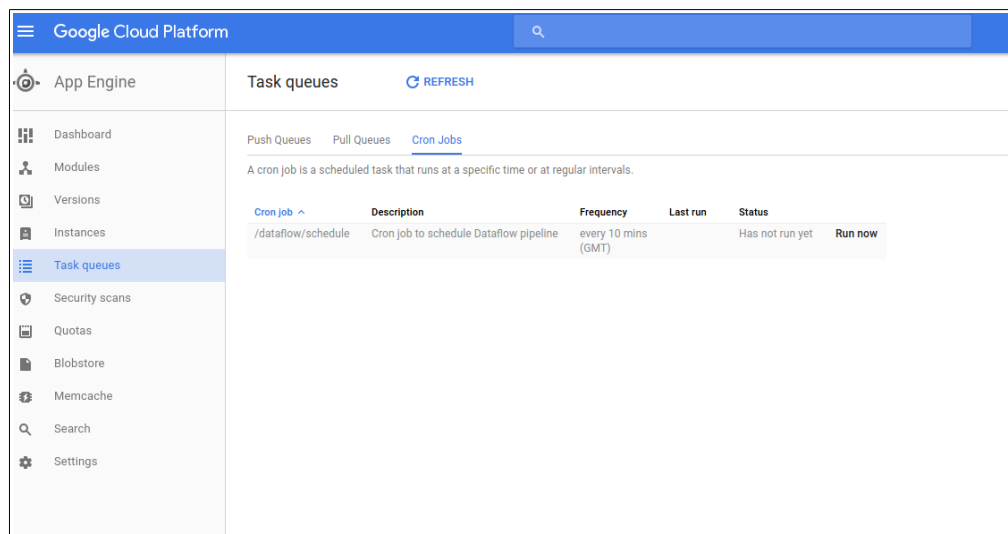 Google Cloud Platform
App Engine
Task queues
REFRESH
Dashboard
Modules
Versions
Instances
Task queues
Security scans
Quotas
Blobstore
Memcache
Search
Settings
Push Queues Pull Queues Cron Jobs
A cron job is a scheduled task that runs at a specific time or at regular intervals.
Cron job Description Frequency Last run Status
/dataflow/schedule Cron job to schedule Dataflow pipeline every 10 mins Has not run yet Run now
(GMT)